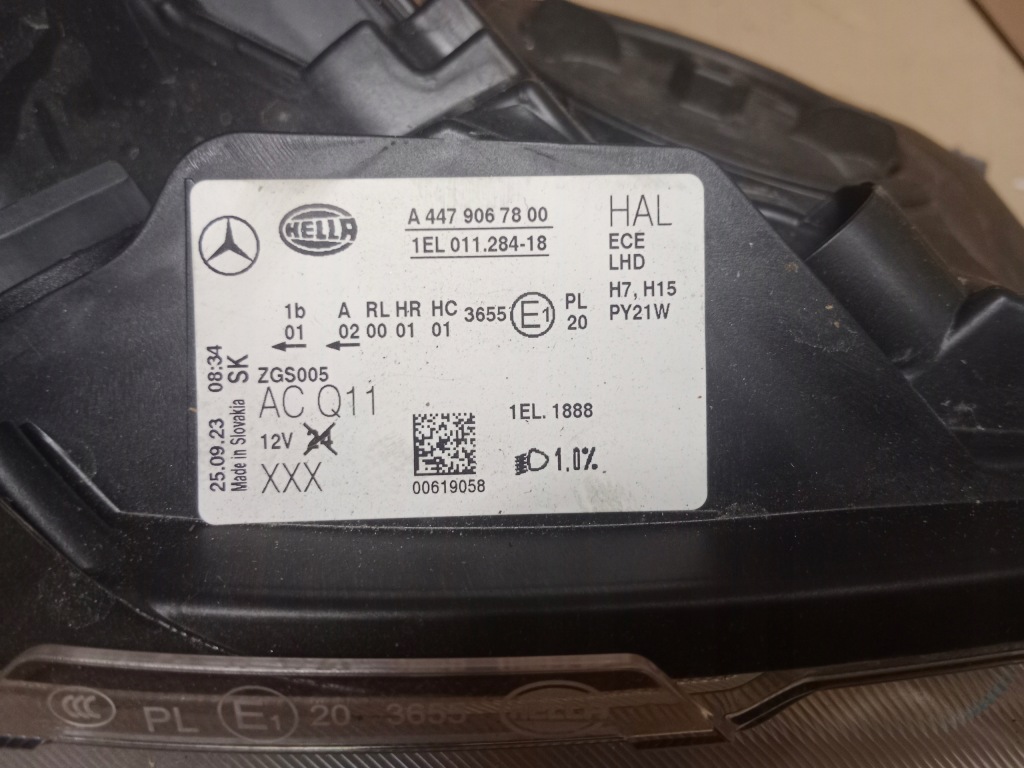 HELLA
A 447 906 78 00
1EL 011.284-18
HAL
ECE
LHD
H7, H15
PY21W
1b A RL HR HC 3655 E1 PL
01 02 00 01 01 20
ZGS005
AC Q11
12V 24
XXX
25.09.23 08:34
Made in Slovakia SK
00619058
1EL. 1888
1.0%
CCC PL E1 20 3655 HELLA